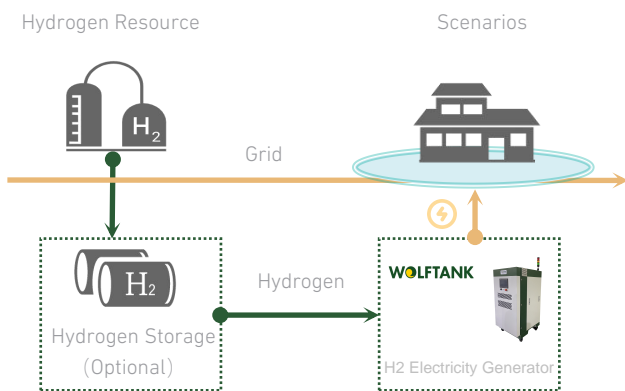 Hydrogen Resource
Scenarios
H2
Grid
H2
Hydrogen
WOLFTANK
Hydrogen Storage
(Optional)
H2 Electricity Generator